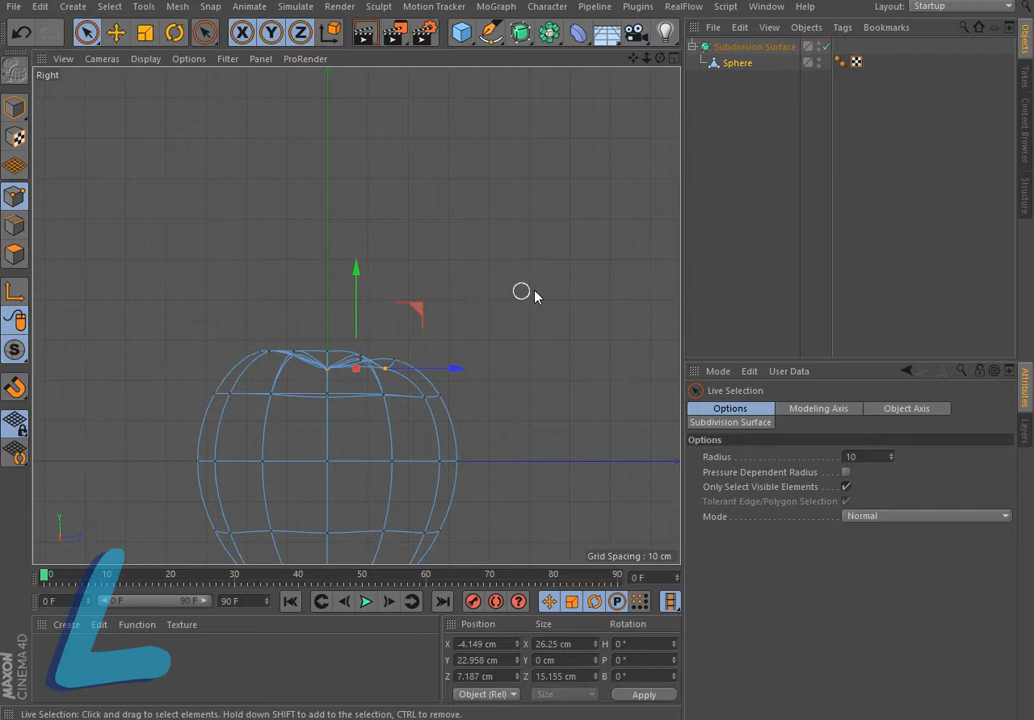 File Edit Create Select Tools Mesh Snap Animate Simulate Render Sculpt Motion Tracker MoGraph Character Pipeline Plugins RealFlow Script Window Help Layout: Startup
X Y Z
File Edit View Objects Tags Bookmarks
View Cameras Display Options Filter Panel ProRender
Right
Subdivision Surface
Sphere
Objects
Takes
Content Browser
Structure
Mode Edit User Data
Live Selection
Options Modeling Axis Object Axis
Subdivision Surface
Options
Radius 10
Pressure Dependent Radius
Only Select Visible Elements
Tolerant Edge/Polygon Selection
Mode Normal
Attributes
Layers
S
Y
Z
Grid Spacing : 10 cm
0 10 20 30 40 50 60 70 80 90 0 F
0 F 0 F 90 F 90 F
P
Create Edit Function Texture
Position Size Rotation
X -4.149 cm X 26.25 cm H 0 °
Y 22.958 cm Y 0 cm P 0 °
Z 7.187 cm Z 15.155 cm B 0 °
Object (Rel) Size Apply
MAXON
CINEMA 4D
L
Live Selection: Click and drag to select elements. Hold down SHIFT to add to the selection, CTRL to remove.